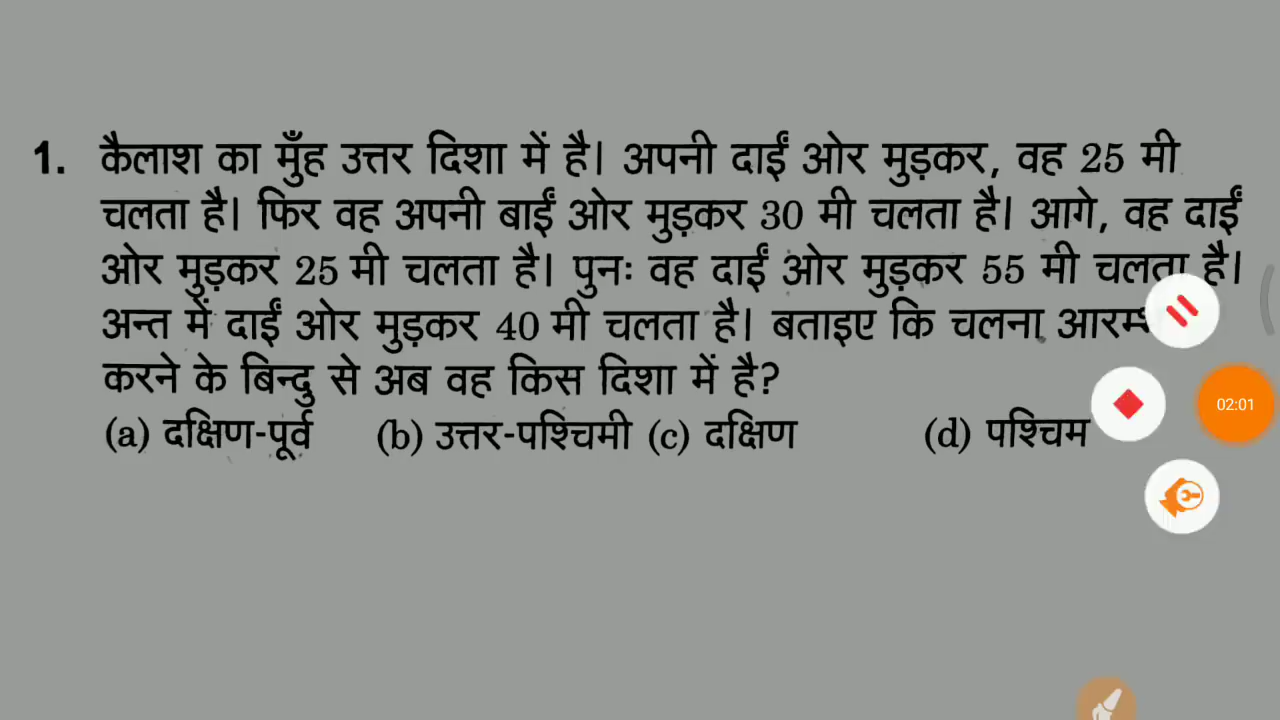 1. कैलाश का मुँह उत्तर दिशा में है। अपनी दाईं ओर मुड़कर, वह 25 मी
चलता है। फिर वह अपनी बाईं ओर मुड़कर 30 मी चलता है। आगे, वह दाईं
ओर मुड़कर 25 मी चलता है। पुनः वह दाईं ओर मुड़कर 55 मी चलता है।
अन्त में दाईं ओर मुड़कर 40 मी चलता है। बताइए कि चलना
करने के बिन्दु से अब वह किस दिशा में है?
(a) दक्षिण-पूर्व (b) उत्तर-पश्चिमी (c) दक्षिण (d) पश्चिम
02:01